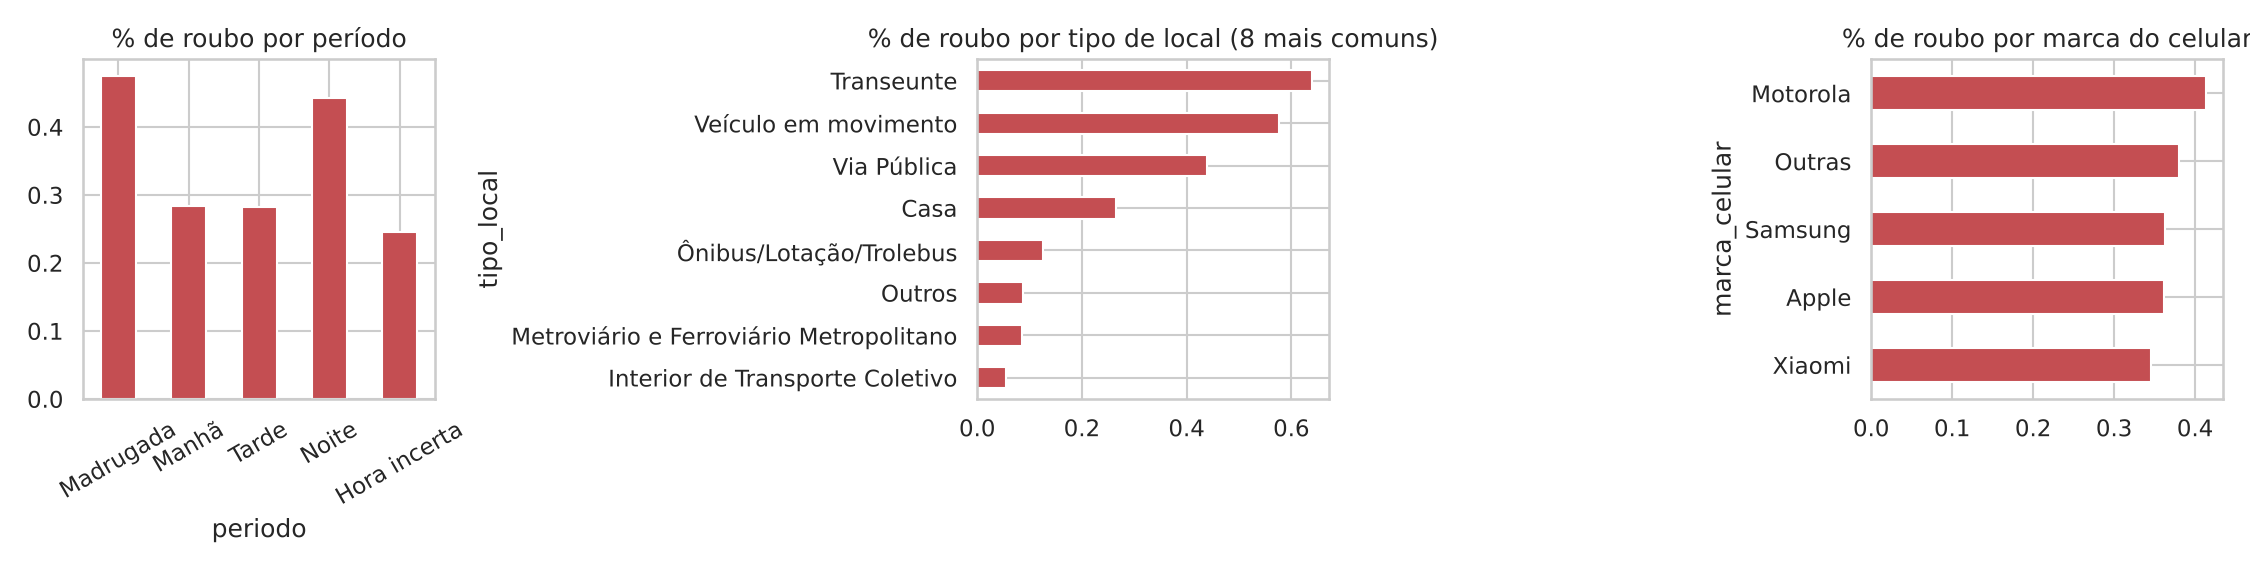 % de roubo por período
0.4
0.3
0.2
0.1
0.0
Madrugada
Manhã
Tarde
Noite
Hora incerta
periodo
% de roubo por tipo de local (8 mais comuns)
tipo_local
Transeunte
Veículo em movimento
Via Pública
Casa
Ônibus/Lotação/Trolebus
Outros
Metroviário e Ferroviário Metropolitano
Interior de Transporte Coletivo
0.0 0.2 0.4 0.6
% de roubo por marca do celular
marca_celular
Motorola
Outras
Samsung
Apple
Xiaomi
0.0 0.1 0.2 0.3 0.4